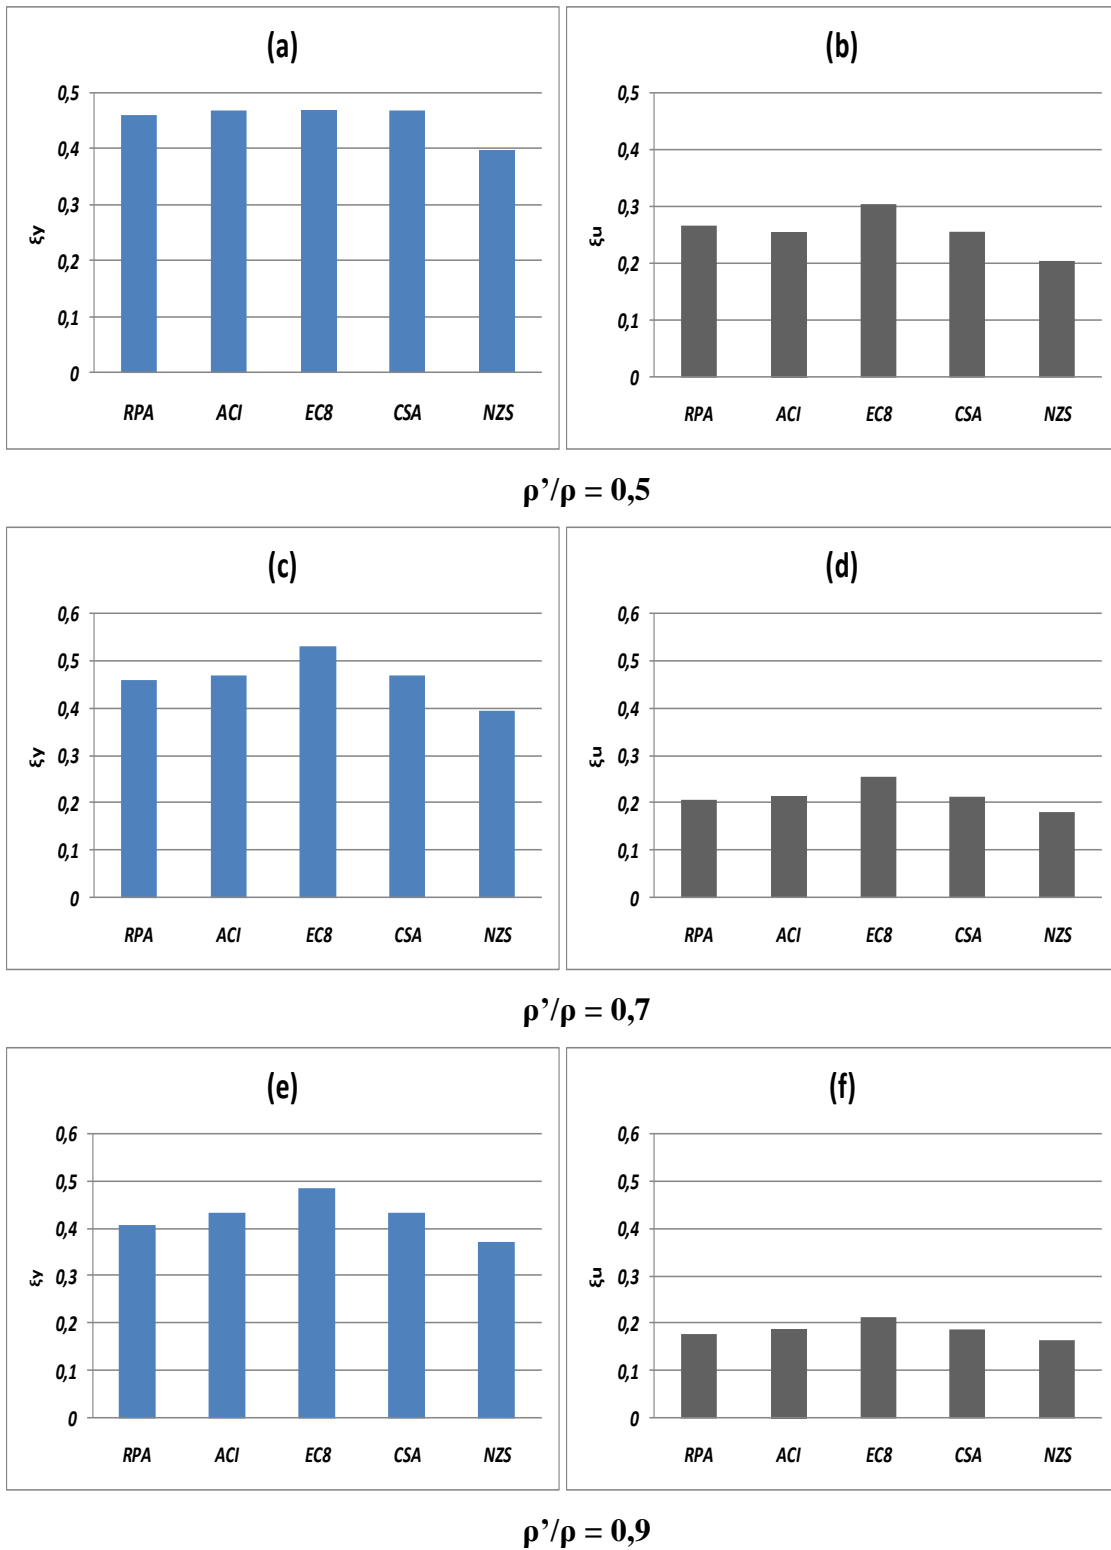 (a)
0,5
0,4
0,3
0,2
0,1
0
ξy
RPA ACI EC8 CSA NZS
(b)
0,5
0,4
0,3
0,2
0,1
0
ξu
RPA ACI EC8 CSA NZS
ρ’/ρ = 0,5
(c)
0,6
0,5
0,4
0,3
0,2
0,1
0
ξy
RPA ACI EC8 CSA NZS
(d)
0,6
0,5
0,4
0,3
0,2
0,1
0
ξu
RPA ACI EC8 CSA NZS
ρ’/ρ = 0,7
(e)
0,6
0,5
0,4
0,3
0,2
0,1
0
ξy
RPA ACI EC8 CSA NZS
(f)
0,6
0,5
0,4
0,3
0,2
0,1
0
ξu
RPA ACI EC8 CSA NZS
ρ’/ρ = 0,9